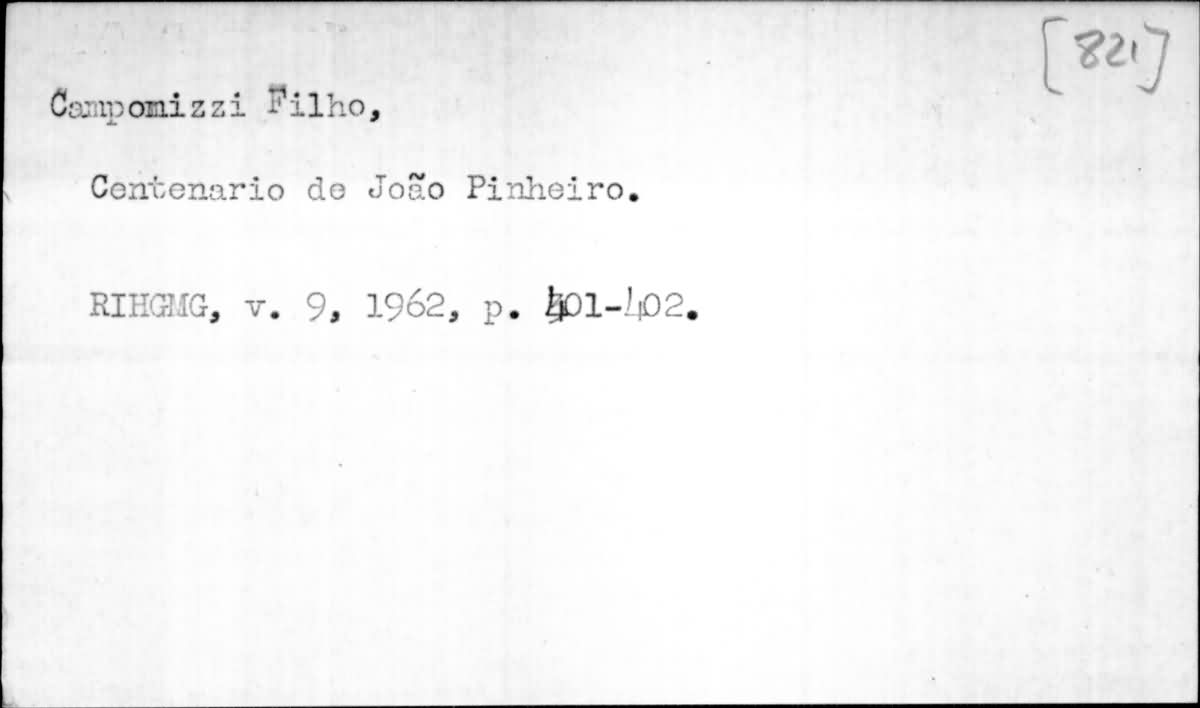 [821]
Campomizzi Filho,
Centenario de João Pinheiro.
RIHGMG, v. 9, 1962, p. 401-402.